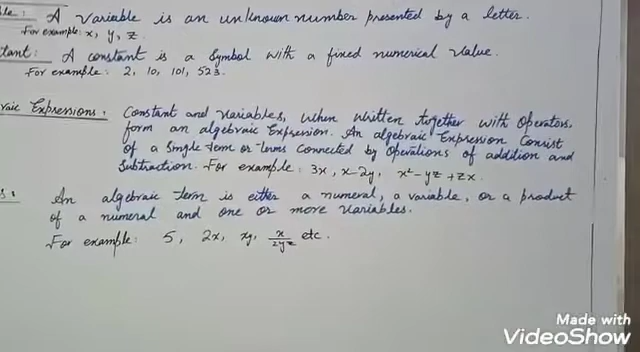 ble: A variable is an unknown number presented by a letter.
For example: x, y, z
tant: A constant is a symbol with a fixed numerical value.
For example: 2, 10, 101, 523.
raic Expressions: Constant and variables, when written together with operators,
form an algebraic Expression. An algebraic Expression consist
of a single term or terms connected by operations of addition and
subtraction. For example: 3x, x-2y, x²-yz+zx.
s: An algebraic term is either a numeral, a variable, or a product
of a numeral and one or more variables.
For example: 5, 2x, xy, x/2yz etc.
Made with
VideoShow